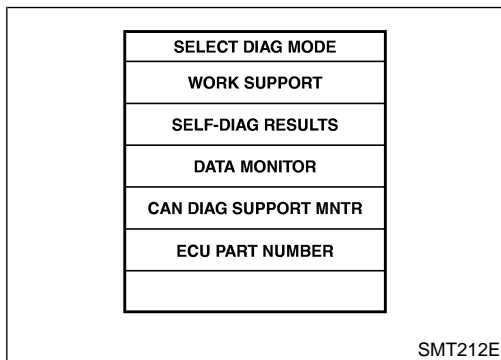 SELECT DIAG MODE
WORK SUPPORT
SELF-DIAG RESULTS
DATA MONITOR
CAN DIAG SUPPORT MNTR
ECU PART NUMBER
SMT212E